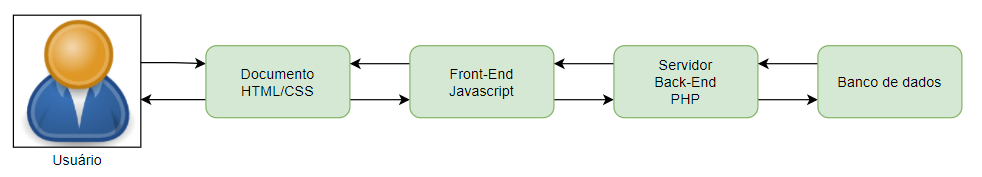 Usuário
Documento
HTML/CSS
Front-End
Javascript
Servidor
Back-End
PHP
Banco de dados